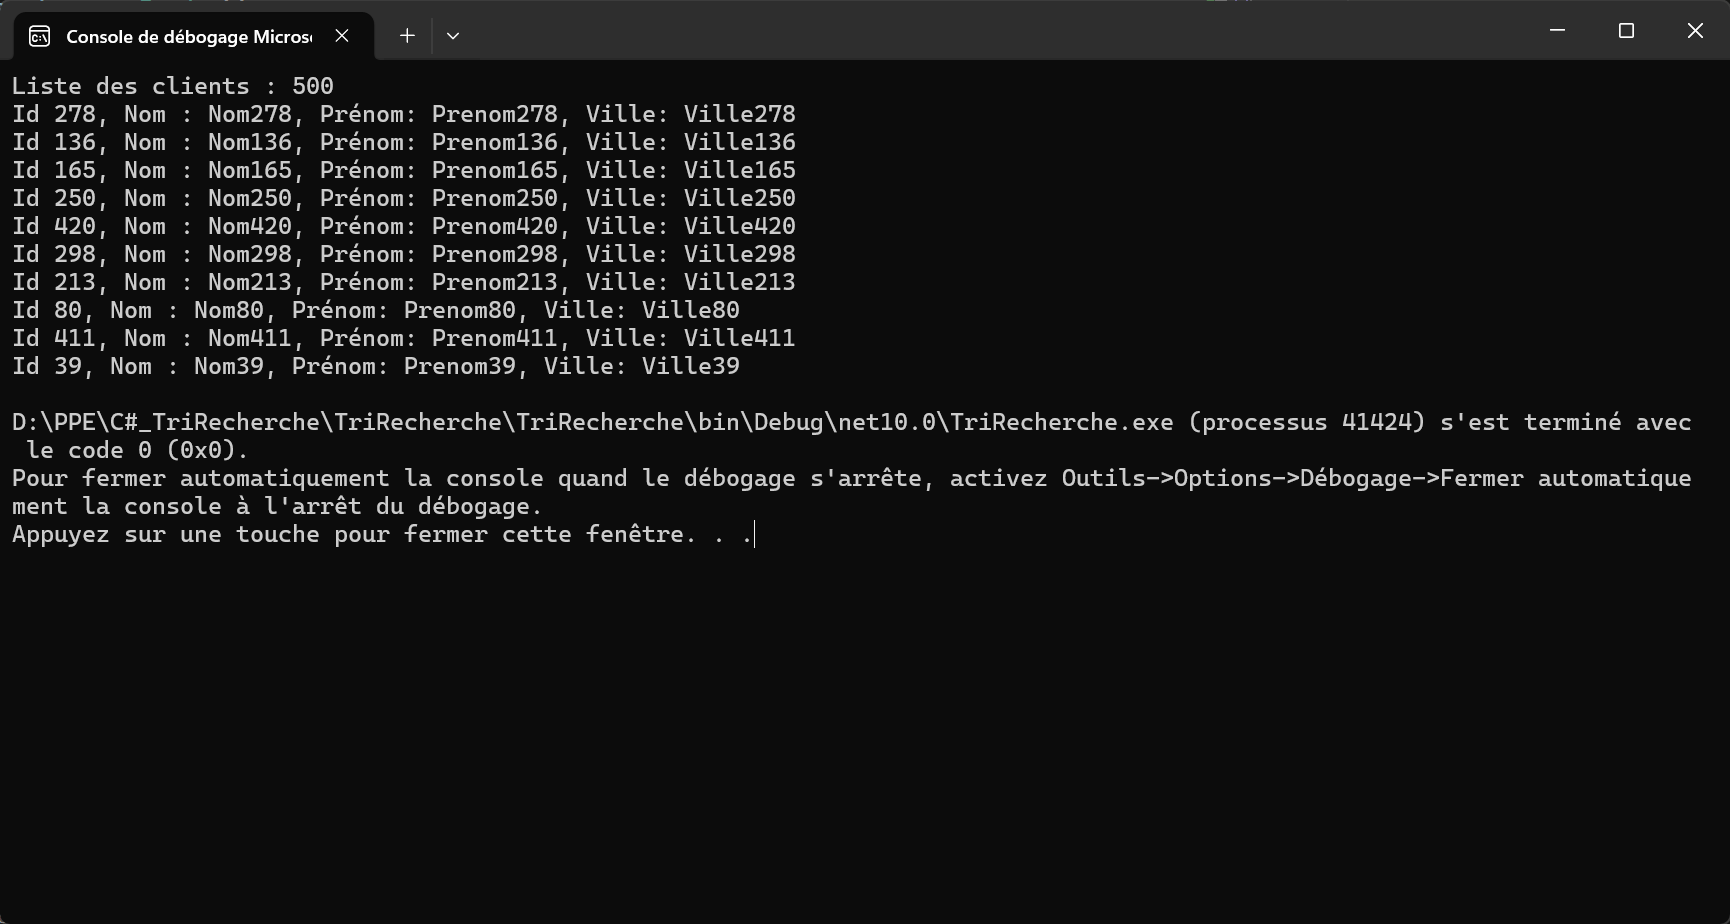 Console de débogage Micros
Liste des clients : 500
Id 278, Nom : Nom278, Prénom: Prenom278, Ville: Ville278
Id 136, Nom : Nom136, Prénom: Prenom136, Ville: Ville136
Id 165, Nom : Nom165, Prénom: Prenom165, Ville: Ville165
Id 250, Nom : Nom250, Prénom: Prenom250, Ville: Ville250
Id 420, Nom : Nom420, Prénom: Prenom420, Ville: Ville420
Id 298, Nom : Nom298, Prénom: Prenom298, Ville: Ville298
Id 213, Nom : Nom213, Prénom: Prenom213, Ville: Ville213
Id 80, Nom : Nom80, Prénom: Prenom80, Ville: Ville80
Id 411, Nom : Nom411, Prénom: Prenom411, Ville: Ville411
Id 39, Nom : Nom39, Prénom: Prenom39, Ville: Ville39
D:\PPE\C#_TriRecherche\TriRecherche\TriRecherche\bin\Debug\net10.0\TriRecherche.exe (processus 41424) s'est terminé avec
le code 0 (0x0).
Pour fermer automatiquement la console quand le débogage s'arrête, activez Outils->Options->Débogage->Fermer automatique
ment la console à l'arrêt du débogage.
Appuyez sur une touche pour fermer cette fenêtre. . .